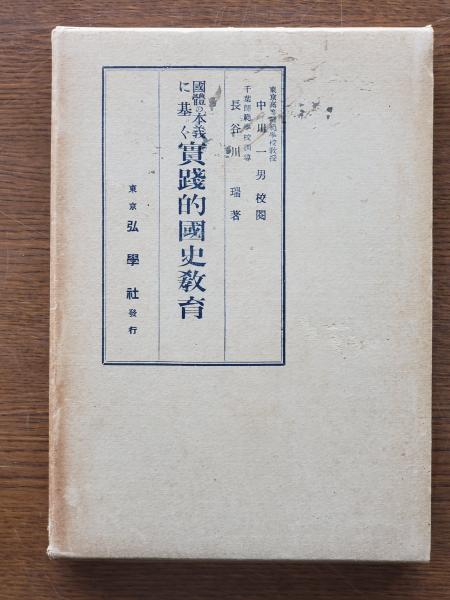 東京高等師範學校教授
中川一男校閱
千葉師範學校訓導
長谷川瑞著
國體の本義
に基く
實踐的國史敎育
東京
弘學社
發行